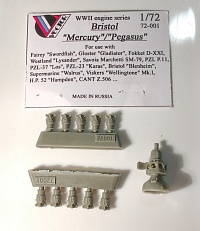 WWII engine series
1/72
Bristol
72-001
"Mercury"/"Pegasus"
For use with
Fairey "Swordfish", Gloster "Gladiator", Fokker D-XXI,
Westland "Lysander", Savoia Marchetti SM-79, PZL P.11,
PZL-37 "Los", PZL-23 "Karas", Bristol "Blenheim",
Supermarine "Walrus", Vickers "Wellingtone" Mk.I,
H.P. 52 "Hampden", CANT Z.506 ...
MADE IN RUSSIA